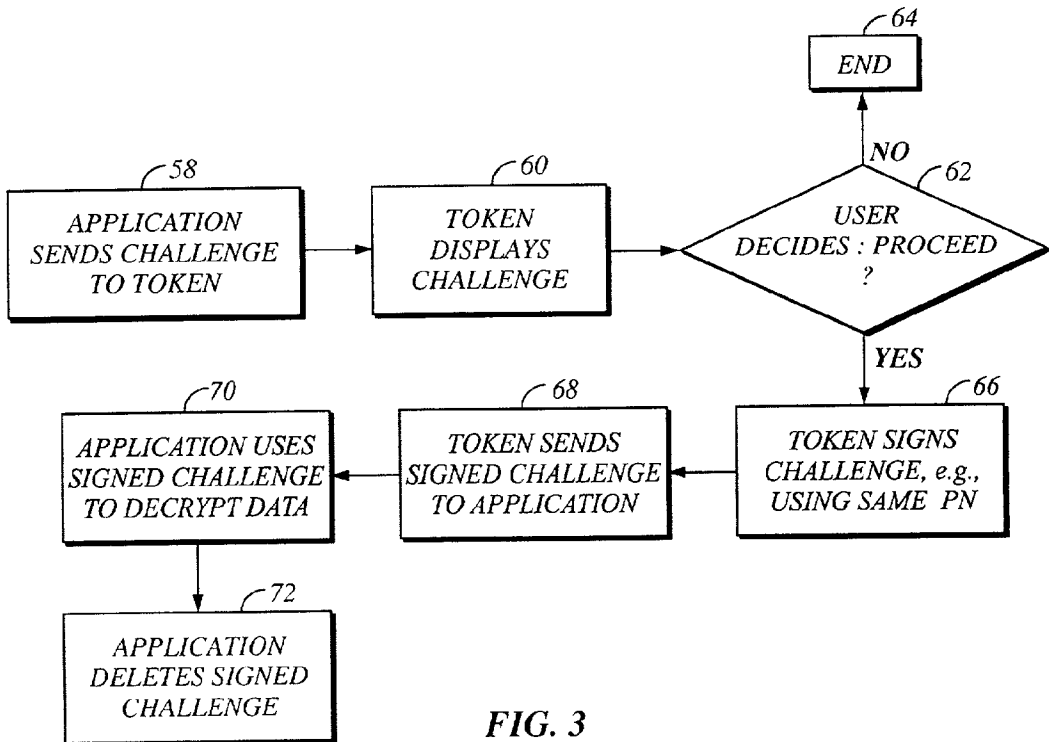 64
END
NO
58
APPLICATION
SENDS CHALLENGE
TO TOKEN
60
TOKEN
DISPLAYS
CHALLENGE
62
USER
DECIDES : PROCEED
?
YES
66
TOKEN SIGNS
CHALLENGE, e.g.,
USING SAME PN
68
TOKEN SENDS
SIGNED CHALLENGE
TO APPLICATION
70
APPLICATION USES
SIGNED CHALLENGE
TO DECRYPT DATA
72
APPLICATION
DELETES SIGNED
CHALLENGE
FIG. 3